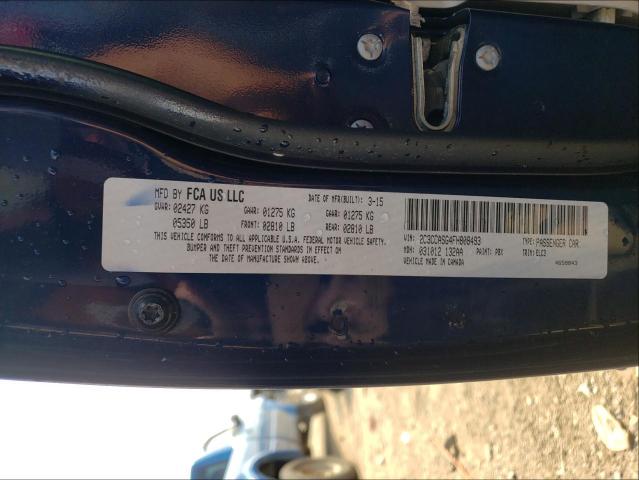 MFD BY FCA US LLC
DATE OF MFR(BUILT): 3-15
GVWR: 02427 KG GAWR: 01275 KG 01275 KG
05350 LB FRONT: 02810 LB REAR: 02810 LB
THIS VEHICLE CONFORMS TO ALL APPLICABLE U.S.A. FEDERAL MOTOR VEHICLE SAFETY,
BUMPER AND THEFT PREVENTION STANDARDS IN EFFECT ON
THE DATE OF MANUFACTURE SHOWN ABOVE.
VIN: 2C3CCASG4FH809493 TYPE: PASSENGER CAR
MDH: 031012 132AA PAINT: PBX TRIM: ELC3
VEHICLE MADE IN CANADA